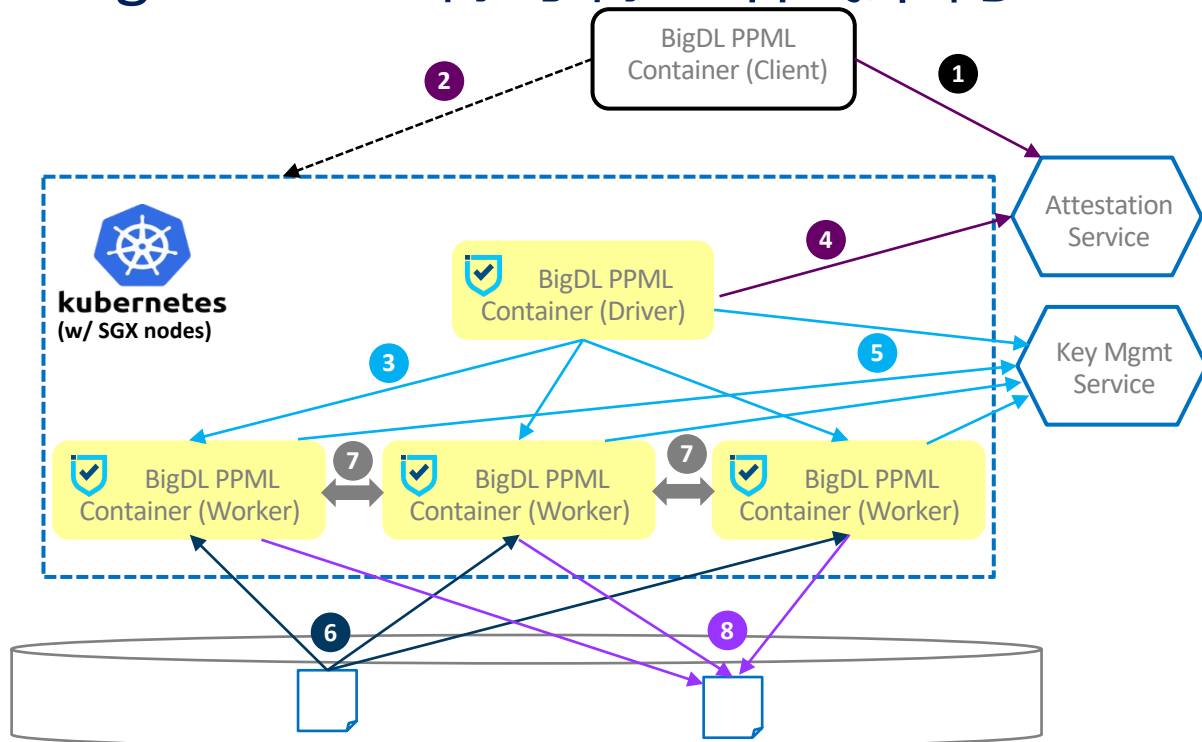 BigDL PPML
Container (Client)
2
1
Attestation
Service
4
kubernetes
(w/ SGX nodes)
BigDL PPML
Container (Driver)
3
5
Key Mgmt
Service
7
7
BigDL PPML
Container (Worker)
BigDL PPML
Container (Worker)
BigDL PPML
Container (Worker)
6
8